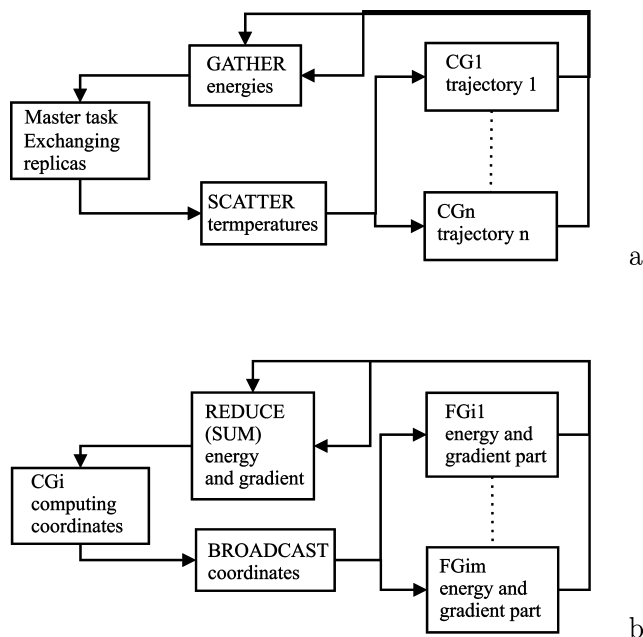 GATHER
energies
CG1
trajectory 1
Master task
Exchanging
replicas
SCATTER
termperatures
CGn
trajectory n
a
REDUCE
(SUM)
energy
and gradient
FGi1
energy and
gradient part
CGi
computing
coordinates
BROADCAST
coordinates
FGim
energy and
gradient part
b